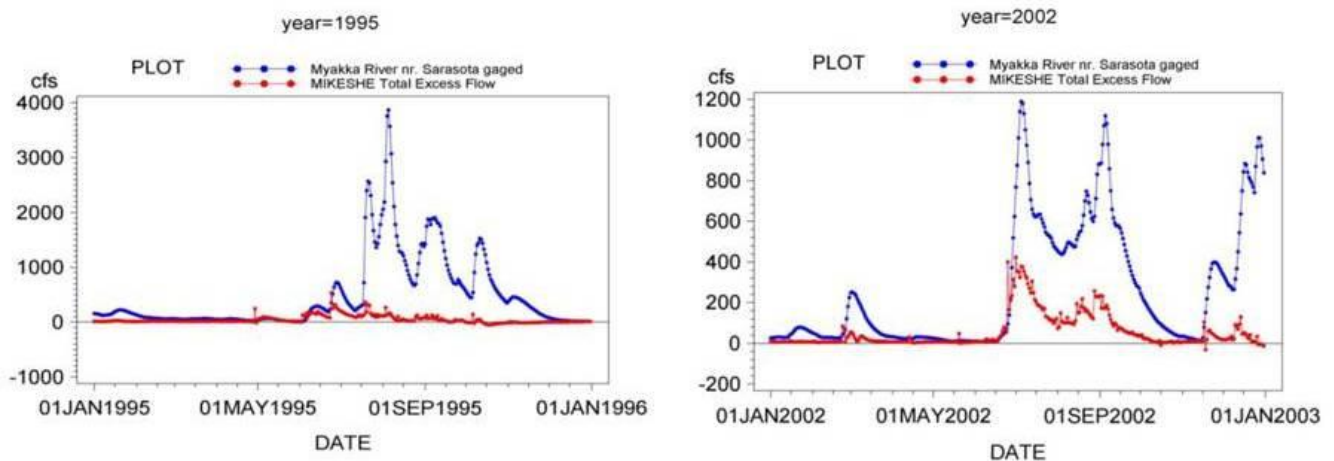 year=1995
PLOT
Myakka River nr. Sarasota gaged
MIKESHE Total Excess Flow
cfs
4000
3000
2000
1000
0
-1000
01JAN1995 01MAY1995 01SEP1995 01JAN1996
DATE
year=2002
PLOT
Myakka River nr. Sarasota gaged
MIKESHE Total Excess Flow
cfs
1200
1000
800
600
400
200
0
-200
01JAN2002 01MAY2002 01SEP2002 01JAN2003
DATE